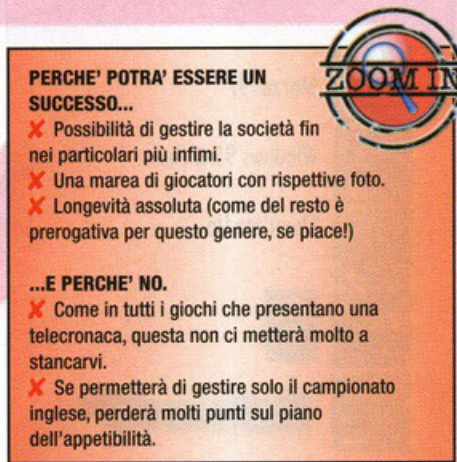 ZOOM IN
PERCHE' POTRA' ESSERE UN
SUCCESSO...
✘ Possibilità di gestire la società fin
nei particolari più infimi.
✘ Una marea di giocatori con rispettive foto.
✘ Longevità assoluta (come del resto è
prerogativa per questo genere, se piace!)
...E PERCHE' NO.
✘ Come in tutti i giochi che presentano una
telecronaca, questa non ci metterà molto a
stancarvi.
✘ Se permetterà di gestire solo il campionato
inglese, perderà molti punti sul piano
dell'appetibilità.